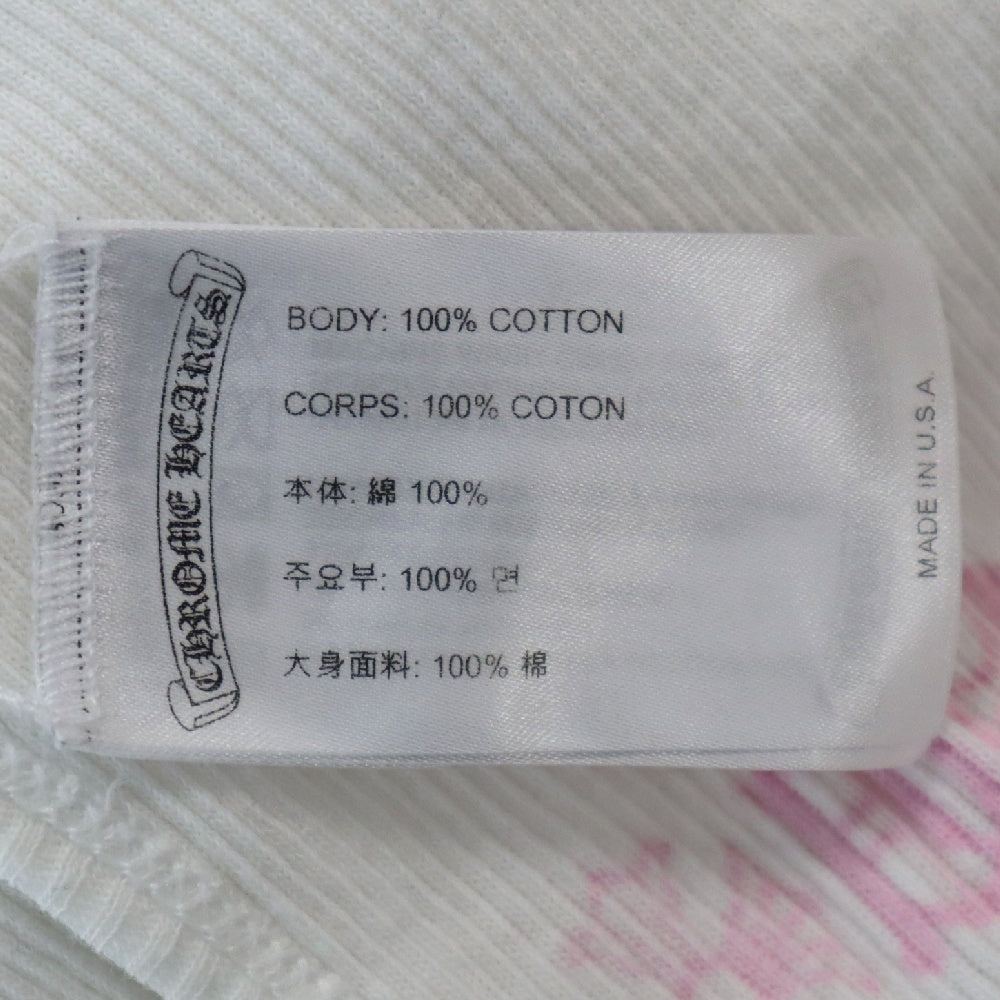 CHROME HEARTS
BODY: 100% COTTON
CORPS: 100% COTON
本体: 綿 100%
주요부: 100% 면
大身面料: 100% 棉
MADE IN U.S.A.